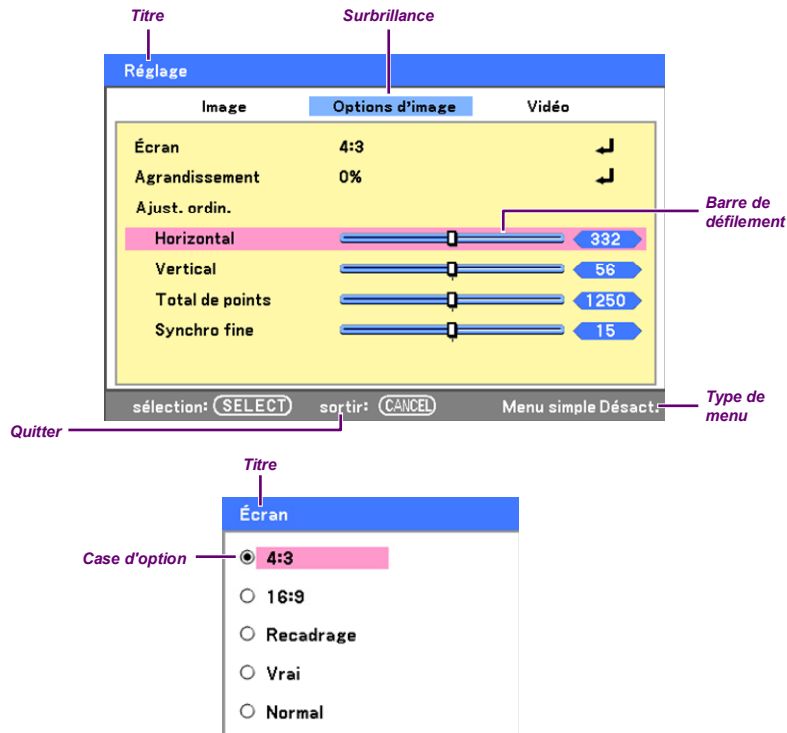 Titre Surbrillance
Réglage
Image Options d'image Vidéo
Écran 4:3
Agrandissement 0%
Ajust. ordin.
Barre de
défilement
Horizontal 332
Vertical 56
Total de points 1250
Synchro fine 15
sélection: SELECT sortir: CANCEL Menu simple Désact.
Type de
menu
Quitter
Titre
Écran
Case d'option
4:3
16:9
Recadrage
Vrai
Normal